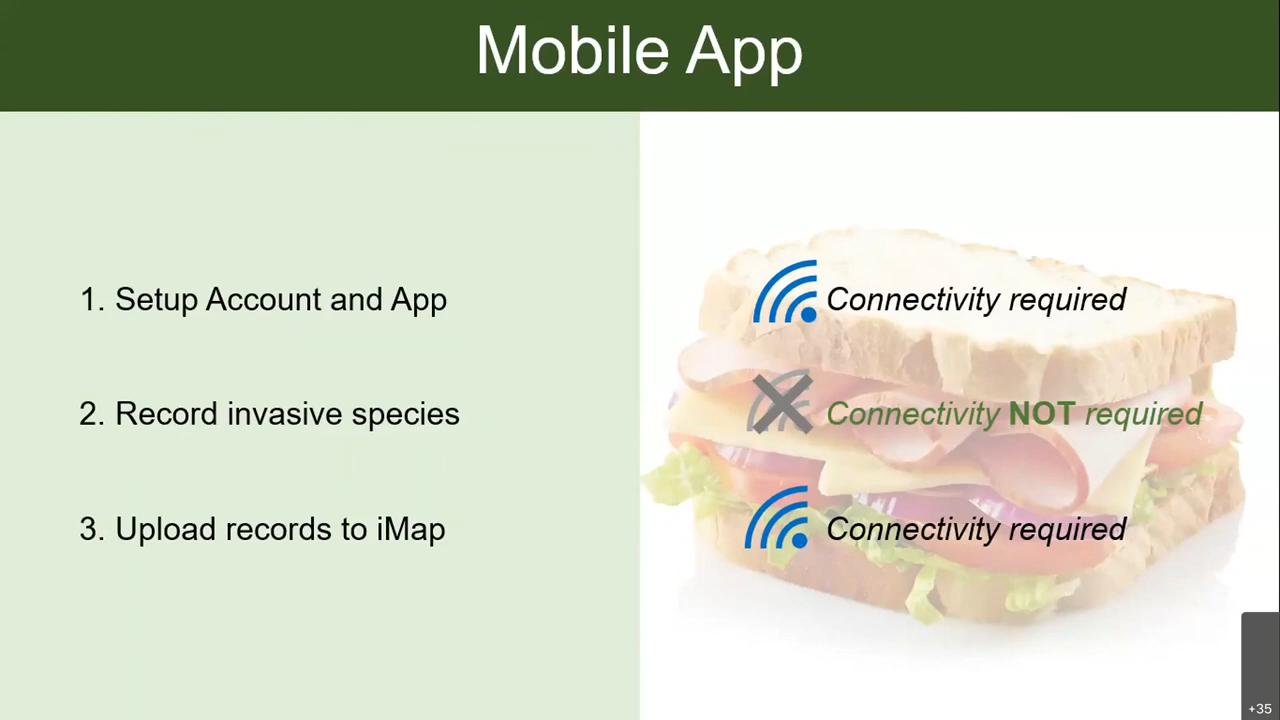 Mobile App
1. Setup Account and App
Connectivity required
2. Record invasive species
Connectivity NOT required
3. Upload records to iMap
Connectivity required
+35